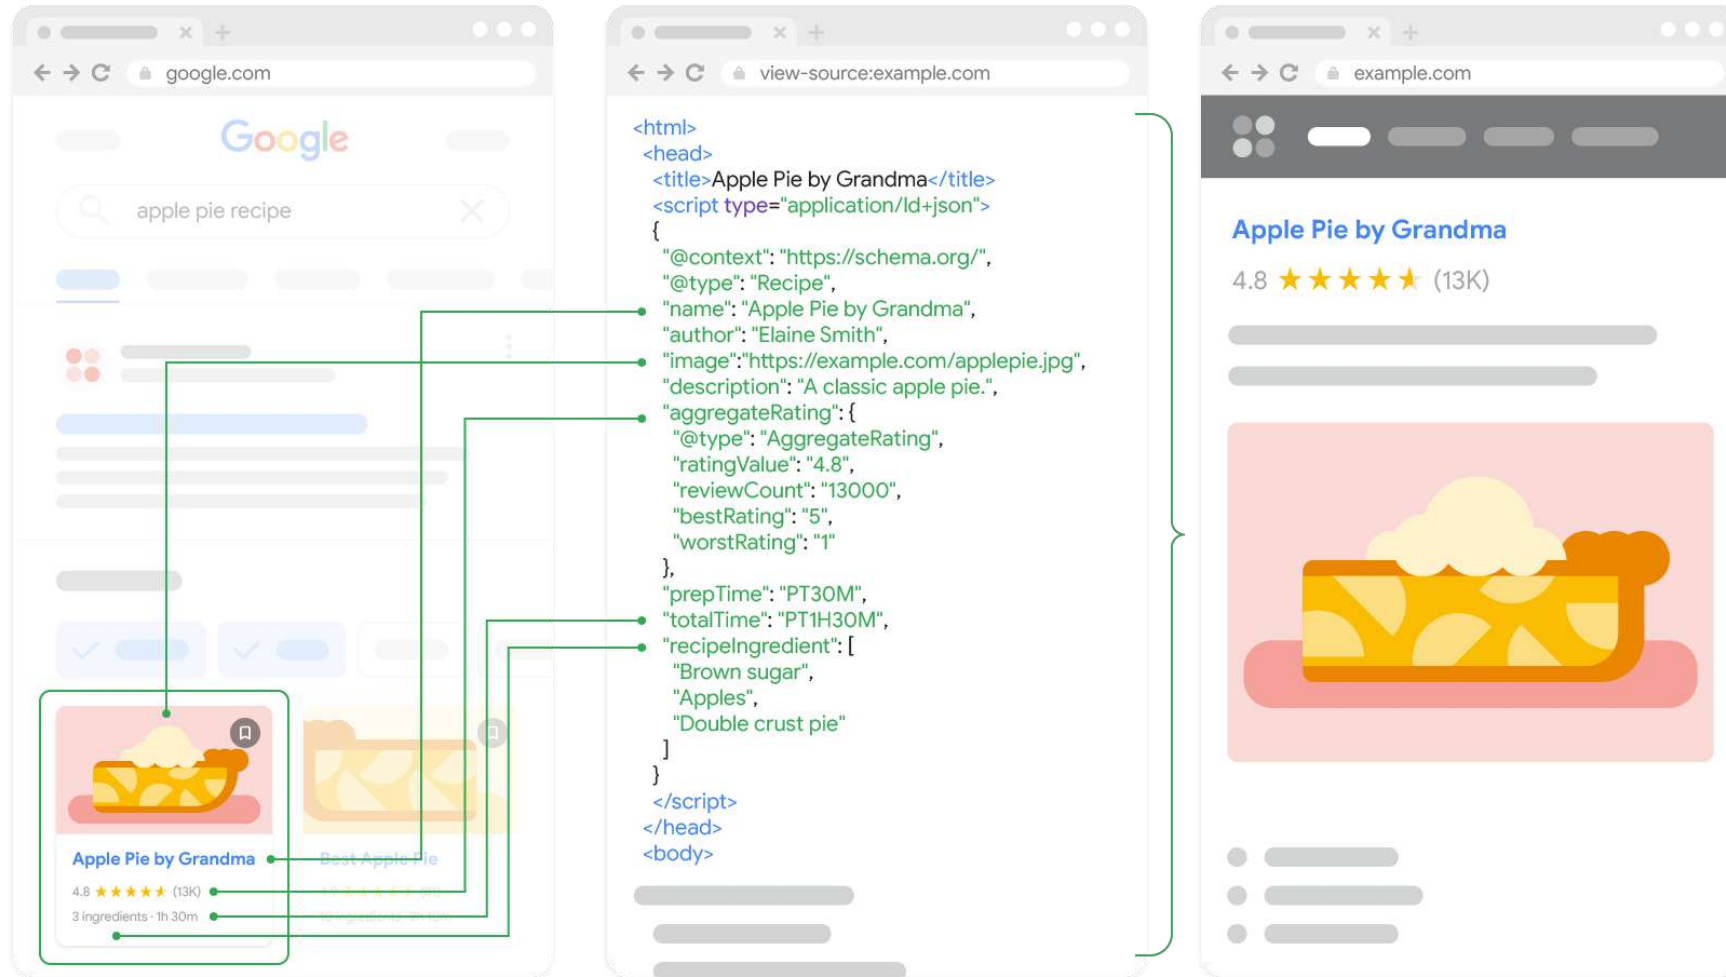 google.com
Google
apple pie recipe
Apple Pie by Grandma
4.8 (13K)
3 ingredients · 1h 30m
Best Apple Pie
view-source:example.com
<html>
<head>
<title>Apple Pie by Grandma</title>
<script type="application/ld+json">
{
"@context": "https://schema.org/",
"@type": "Recipe",
"name": "Apple Pie by Grandma",
"author": "Elaine Smith",
"image":"https://example.com/applepie.jpg",
"description": "A classic apple pie.",
"aggregateRating": {
"@type": "AggregateRating",
"ratingValue": "4.8",
"reviewCount": "13000",
"bestRating": "5",
"worstRating": "1"
},
"prepTime": "PT30M",
"totalTime": "PT1H30M",
"recipeIngredient": [
"Brown sugar",
"Apples",
"Double crust pie"
]
}
</script>
</head>
<body>
example.com
Apple Pie by Grandma
4.8 (13K)